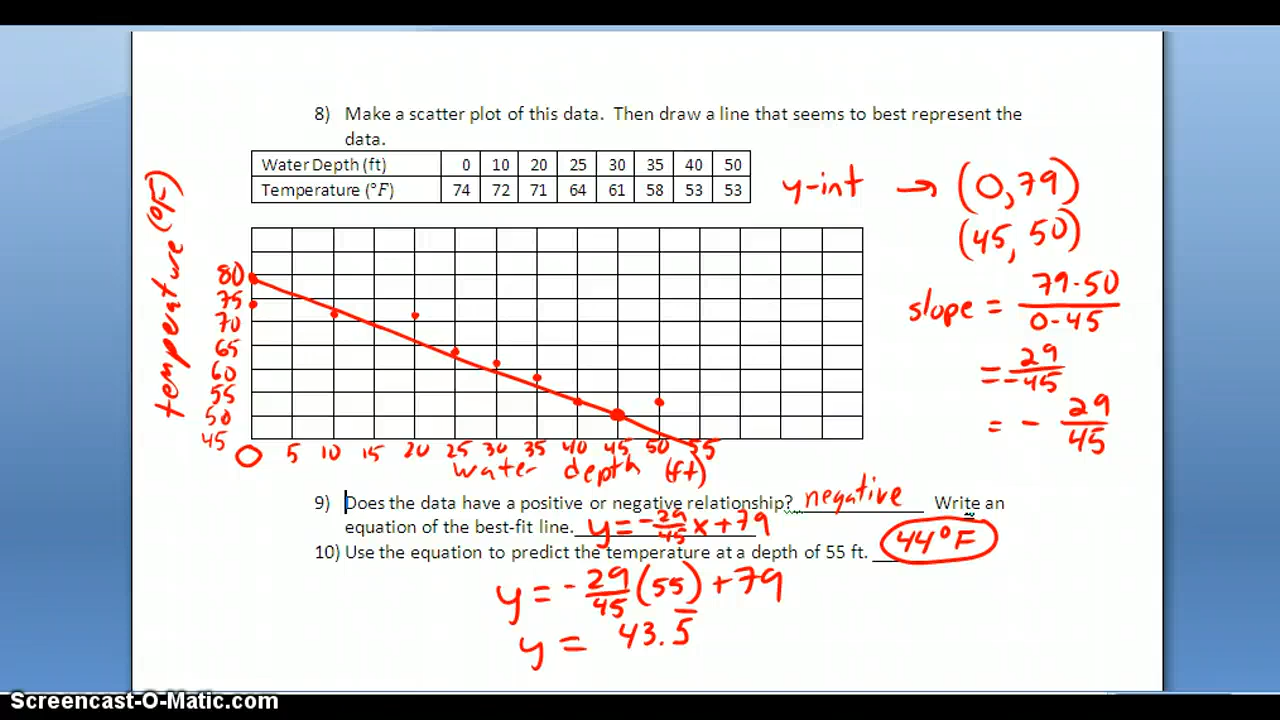 8) Make a scatter plot of this data. Then draw a line that seems to best represent the
data.
Water Depth (ft) 0 10 20 25 30 35 40 50
Temperature (°F) 74 72 71 64 61 58 53 53
y-int → (0,79)
(45, 50)
slope = 79-50
0-45
= 29
-45
= - 29
45
temperature (°F)
80
75
70
65
60
55
50
45
0 5 10 15 20 25 30 35 40 45 50 55
water depth (ft)
9) Does the data have a positive or negative relationship? negative Write an
equation of the best-fit line. y = -29/45 x + 79
10) Use the equation to predict the temperature at a depth of 55 ft. 44°F
y = - 29/45 (55) + 79
y = 43.5̅
Screencast-O-Matic.com